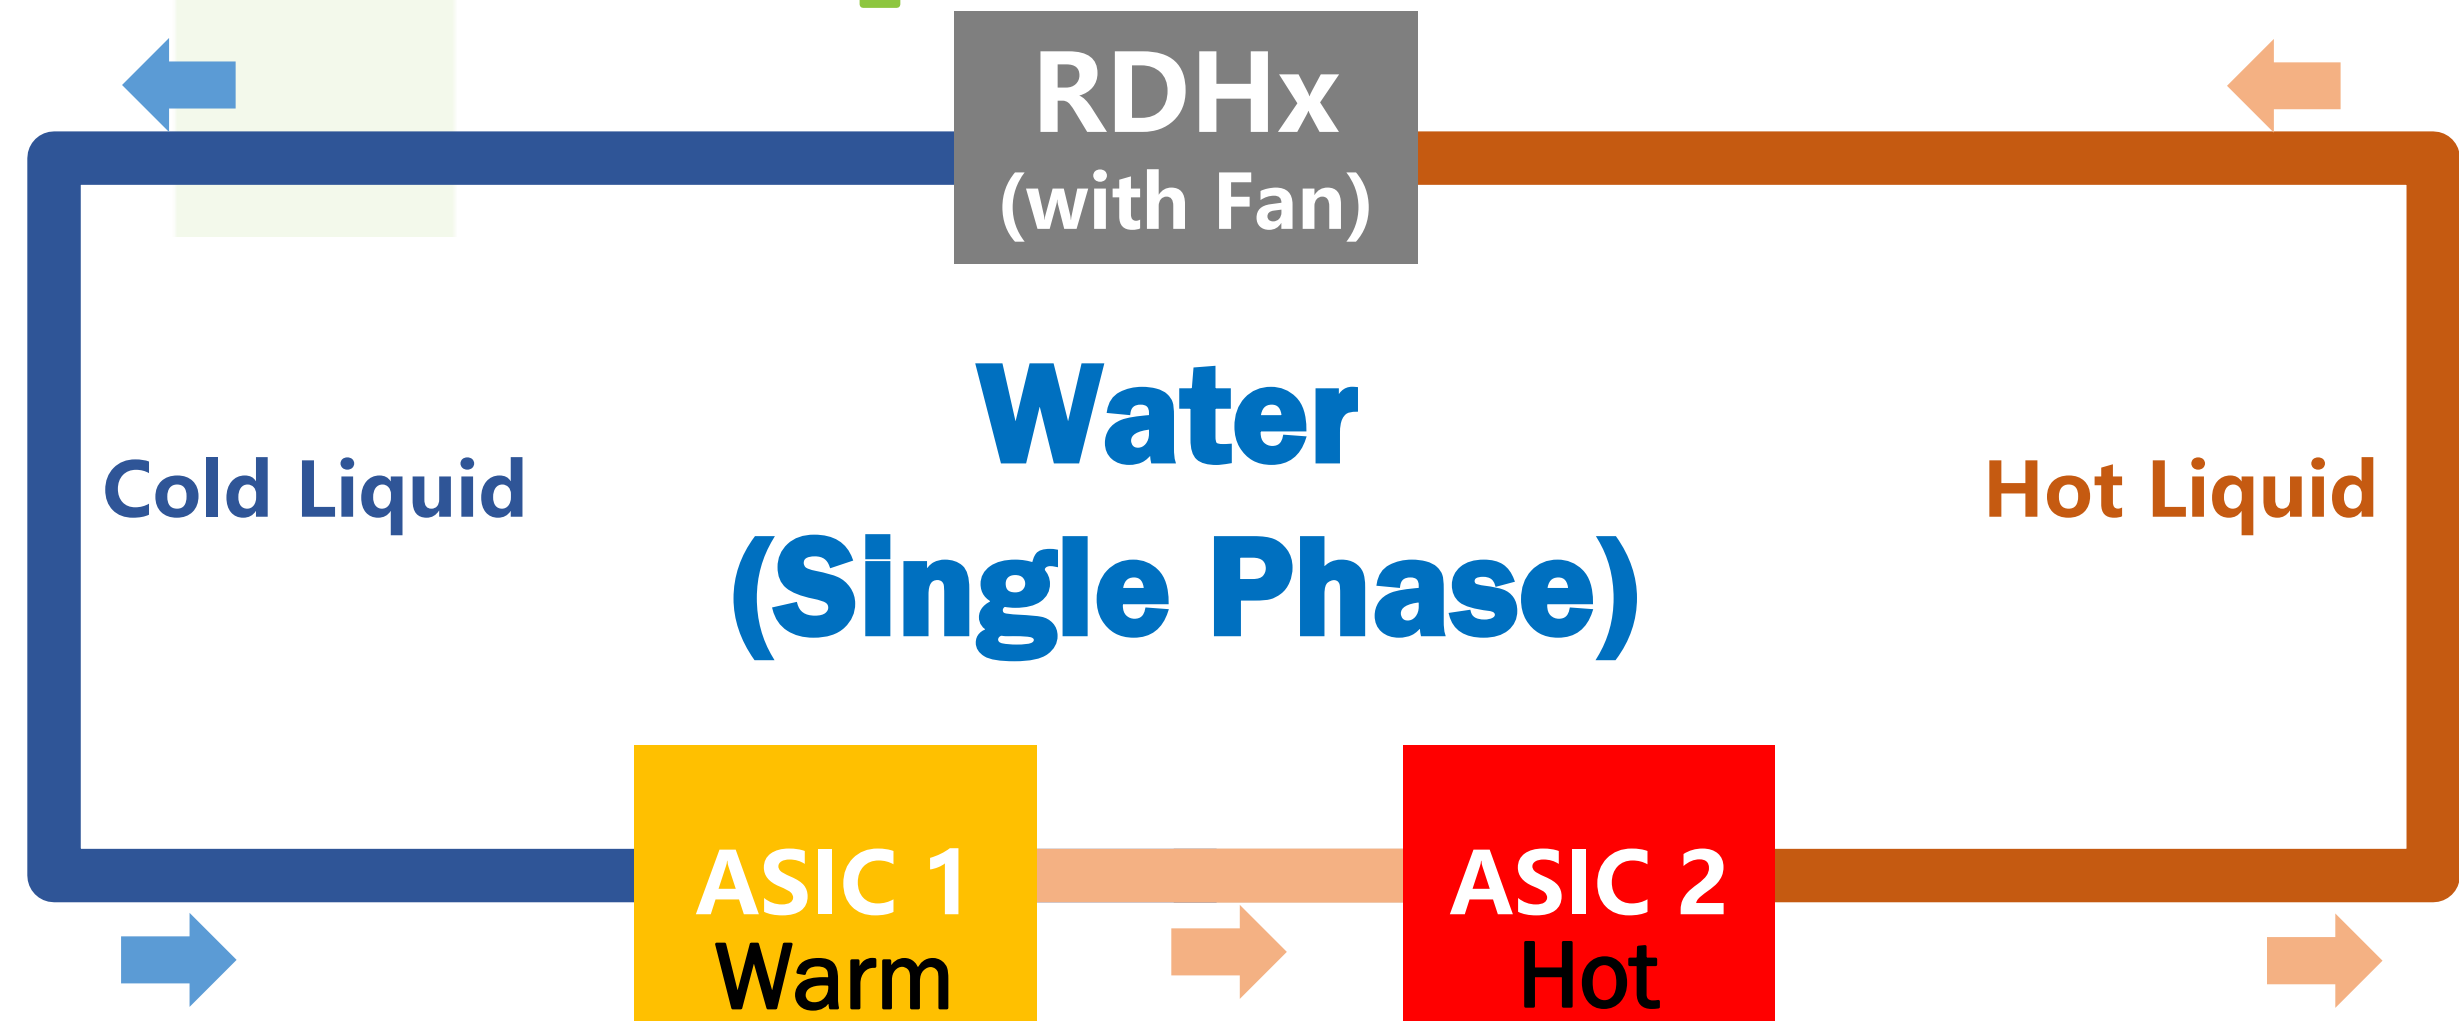 RDHx
(with Fan)
Water
Cold Liquid
Hot Liquid
(Single Phase)
ASIC 1
Warm
ASIC 2
Hot